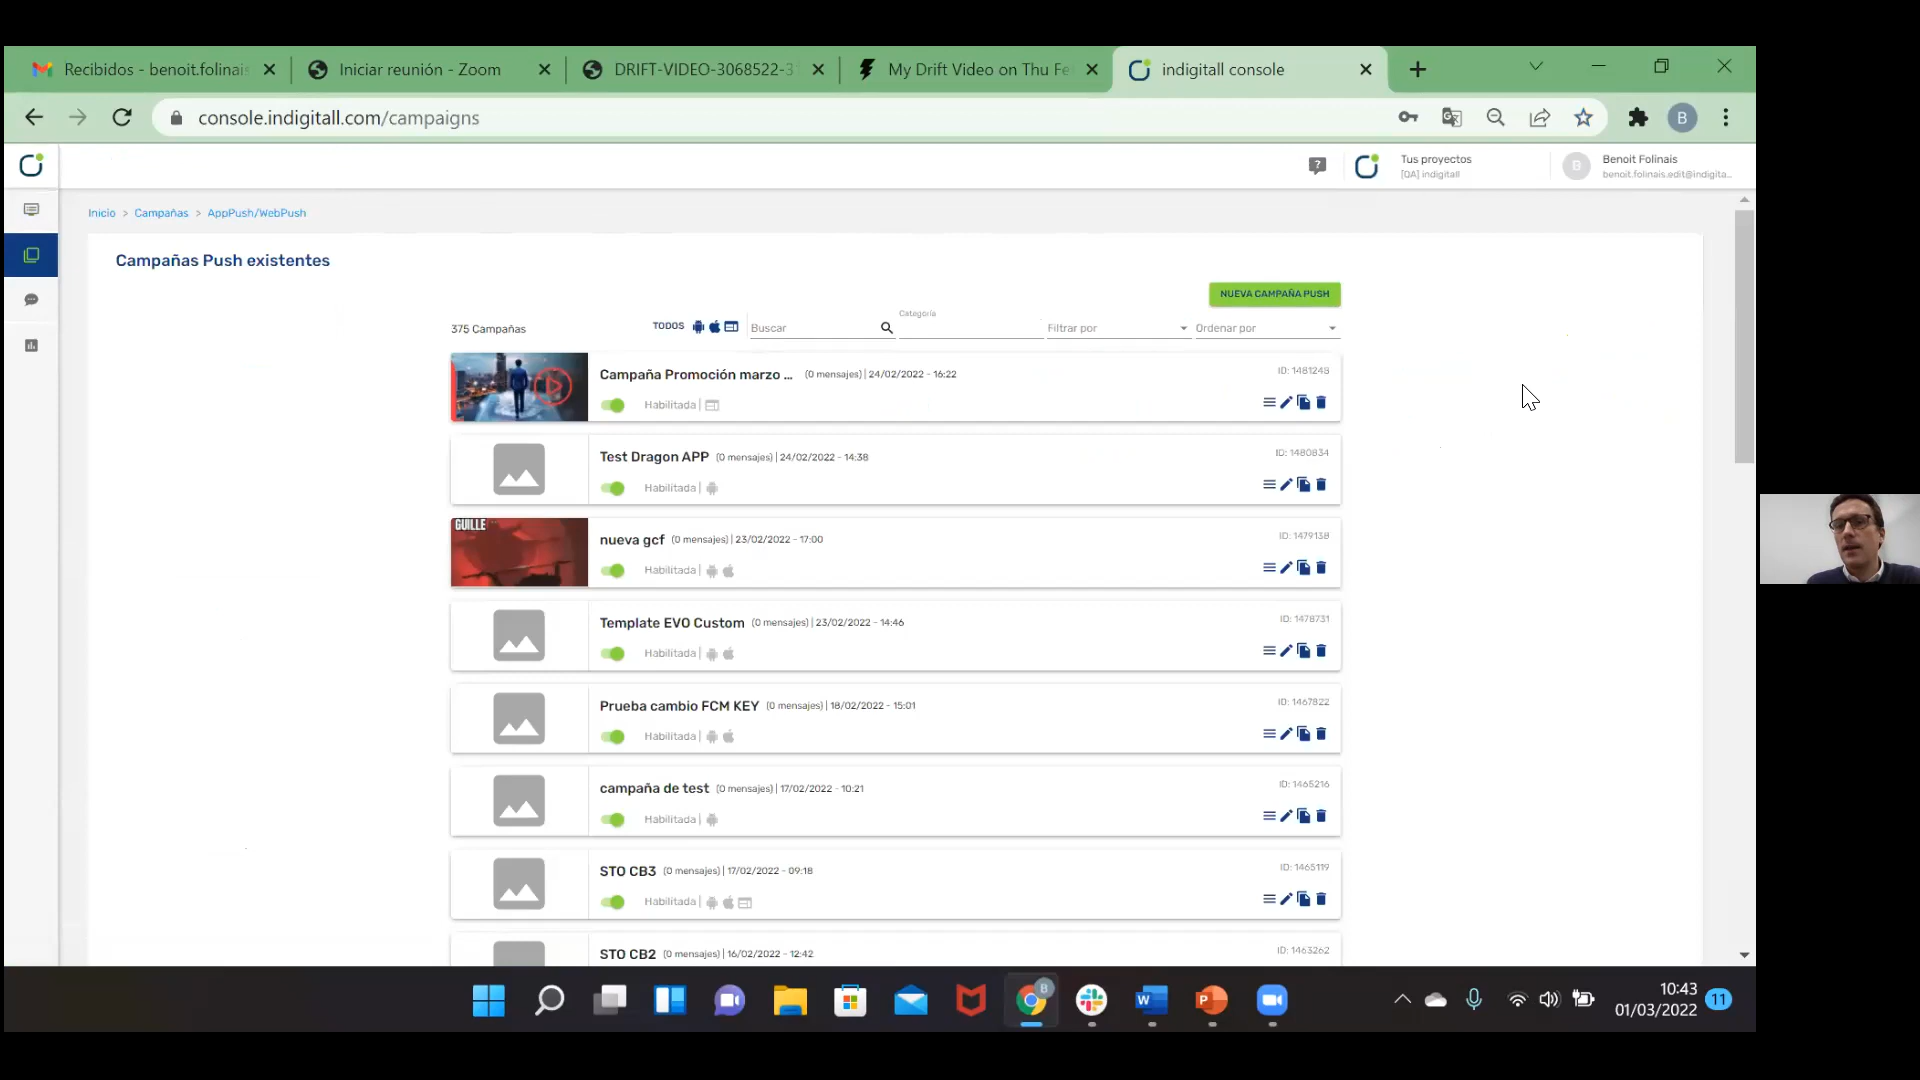 Recibidos - benoit.folinais
Iniciar reunión - Zoom
DRIFT-VIDEO-3068522-3
My Drift Video on Thu Fe
indigitall console
console.indigitall.com/campaigns
B
Tus proyectos
[QA] indigitall
B
Benoit Folinais
benoit.folinais.edit@indigita...
Inicio > Campañas > AppPush/WebPush
Campañas Push existentes
NUEVA CAMPAÑA PUSH
375 Campañas
TODOS
Buscar
Categoría
Filtrar por
Ordenar por
Campaña Promoción marzo ... (0 mensajes) | 24/02/2022 - 16:22
ID: 1481248
Habilitada |
Test Dragon APP (0 mensajes) | 24/02/2022 - 14:38
ID: 1480834
Habilitada |
GUILLE
nueva gcf (0 mensajes) | 23/02/2022 - 17:00
ID: 1479138
Habilitada |
Template EVO Custom (0 mensajes) | 23/02/2022 - 14:46
ID: 1478731
Habilitada |
Prueba cambio FCM KEY (0 mensajes) | 18/02/2022 - 15:01
ID: 1467822
Habilitada |
campaña de test (0 mensajes) | 17/02/2022 - 10:21
ID: 1465216
Habilitada |
STO CB3 (0 mensajes) | 17/02/2022 - 09:18
ID: 1465119
Habilitada |
STO CB2 (0 mensajes) | 16/02/2022 - 12:42
ID: 1463262
10:43
01/03/2022
11